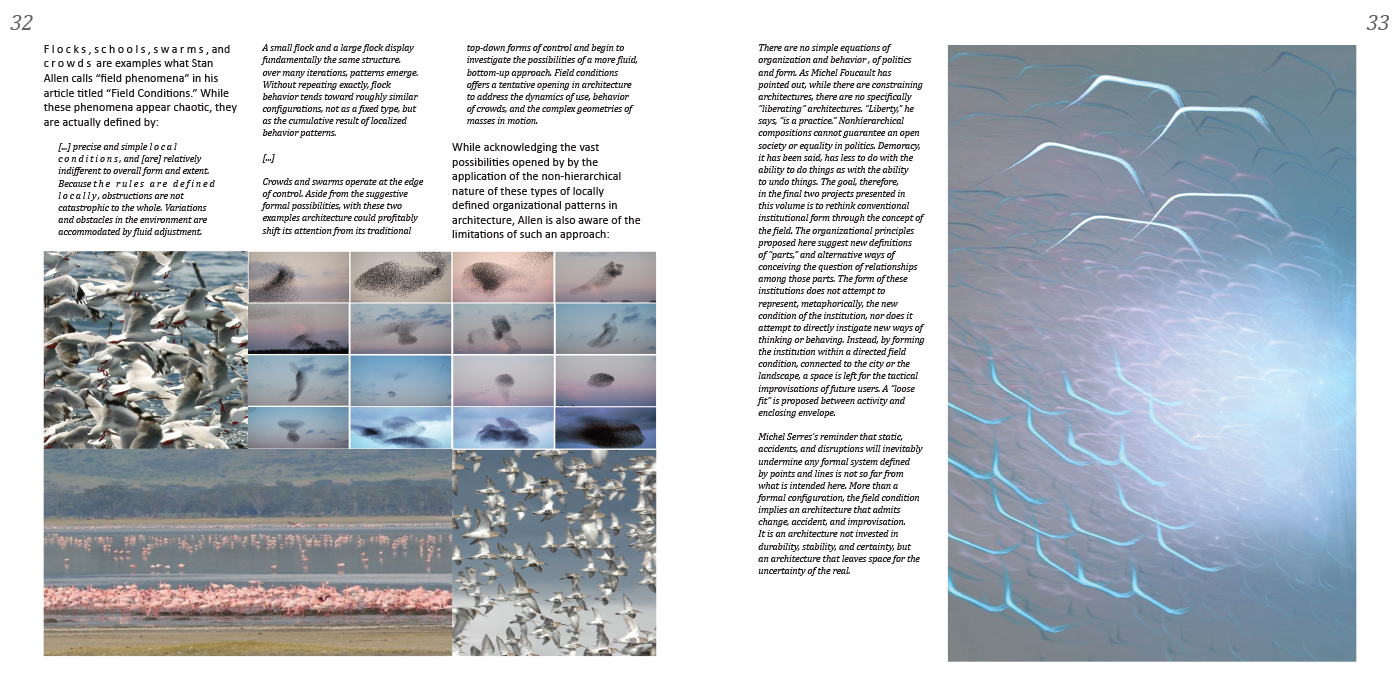 32
Flocks, schools, swarms, and
crowds are examples what Stan
Allen calls “field phenomena” in his
article titled “Field Conditions.” While
these phenomena appear chaotic, they
are actually defined by:
[...] precise and simple local
conditions, and [are] relatively
indifferent to overall form and extent.
Because the rules are defined
locally, obstructions are not
catastrophic to the whole. Variations
and obstacles in the environment are
accommodated by fluid adjustment.
A small flock and a large flock display
fundamentally the same structure.
over many iterations, patterns emerge.
Without repeating exactly, flock
behavior tends toward roughly similar
configurations, not as a fixed type, but
as the cumulative result of localized
behavior patterns.
[...]
Crowds and swarms operate at the edge
of control. Aside from the suggestive
formal possibilities, with these two
examples architecture could profitably
shift its attention from its traditional
top-down forms of control and begin to
investigate the possibilities of a more fluid,
bottom-up approach. Field conditions
offers a tentative opening in architecture
to address the dynamics of use, behavior
of crowds, and the complex geometries of
masses in motion.
While acknowledging the vast
possibilities opened by by the
application of the non-hierarchical
nature of these types of locally
defined organizational patterns in
architecture, Allen is also aware of the
limitations of such an approach:
There are no simple equations of
organization and behavior , of politics
and form. As Michel Foucault has
pointed out, while there are constraining
architectures, there are no specifically
“liberating” architectures. “Liberty,” he
says, “is a practice.” Nonhierarchical
compositions cannot guarantee an open
society or equality in politics. Demoracy,
it has been said, has less to do with the
ability to do things as with the ability
to undo things. The goal, therefore,
in the final two projects presented in
this volume is to rethink conventional
institutional form through the concept of
the field. The organizational principles
proposed here suggest new definitions
of “parts,” and alternative ways of
conceiving the question of relationships
among those parts. The form of these
institutions does not attempt to
represent, metaphorically, the new
condition of the institution, nor does it
attempt to directly instigate new ways of
thinking or behaving. Instead, by forming
the institution within a directed field
condition, connected to the city or the
landscape, a space is left for the tactical
improvisations of future users. A “loose
fit” is proposed between activity and
enclosing envelope.
Michel Serres’s reminder that static,
accidents, and disruptions will inevitably
undermine any formal system defined
by points and lines is not so far from
what is intended here. More than a
formal configuration, the field condition
implies an architecture that admits
change, accident, and improvisation.
It is an architecture not invested in
durability, stability, and certainty, but
an architecture that leaves space for the
uncertainty of the real.
33